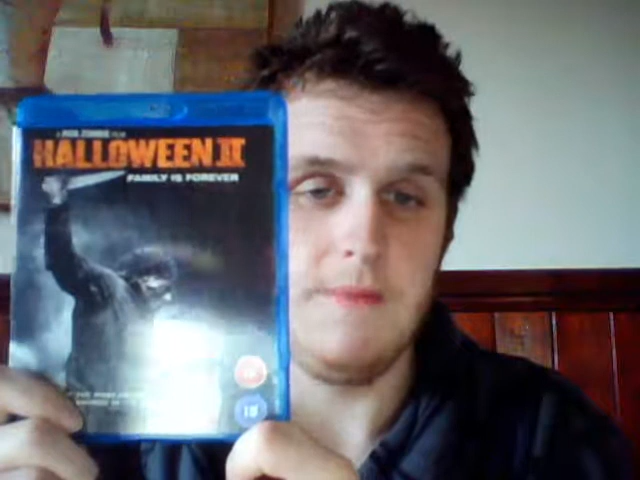 A ROB ZOMBIE FILM
HALLOWEEN II
FAMILY IS FOREVER
18
18